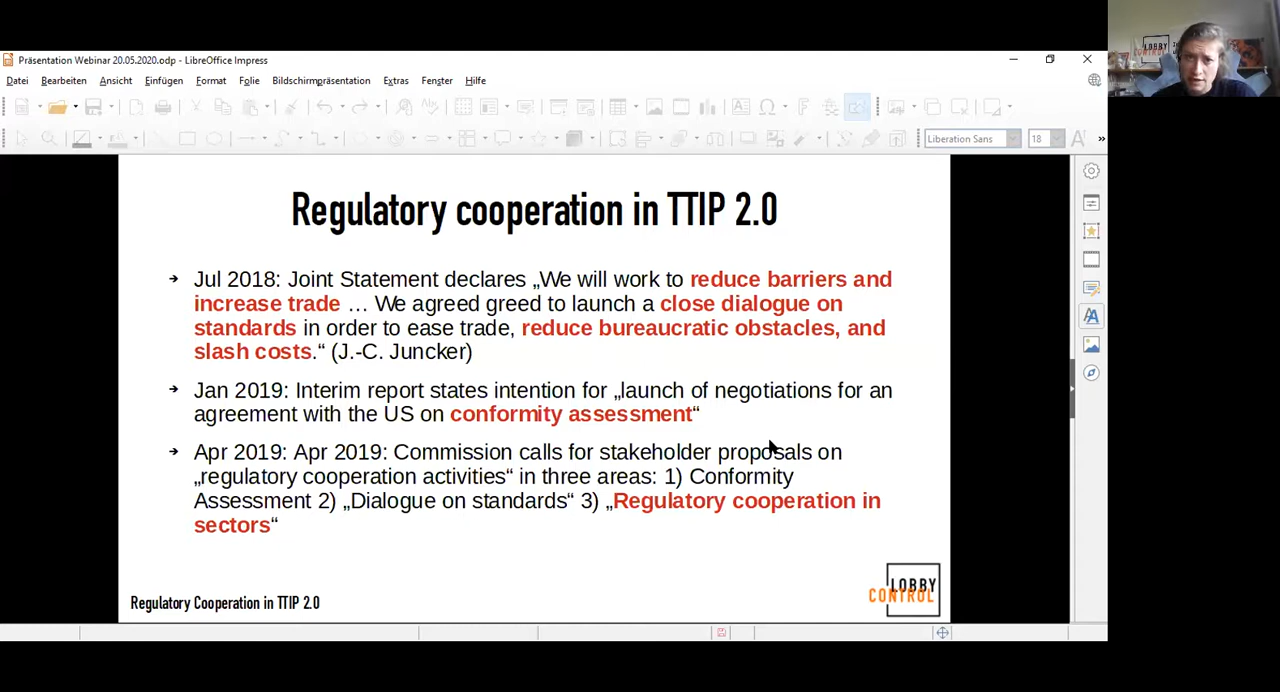 Präsentation Webinar 20.05.2020.odp - LibreOffice Impress
Datei Bearbeiten Ansicht Einfügen Format Folie Bildschirmpräsentation Extras Fenster Hilfe
Liberation Sans 18
Regulatory cooperation in TTIP 2.0
Jul 2018: Joint Statement declares „We will work to reduce barriers and
increase trade … We agreed greed to launch a close dialogue on
standards in order to ease trade, reduce bureaucratic obstacles, and
slash costs.“ (J.-C. Juncker)
Jan 2019: Interim report states intention for „launch of negotiations for an
agreement with the US on conformity assessment“
Apr 2019: Apr 2019: Commission calls for stakeholder proposals on
„regulatory cooperation activities“ in three areas: 1) Conformity
Assessment 2) „Dialogue on standards“ 3) „Regulatory cooperation in
sectors“
Regulatory Cooperation in TTIP 2.0
LOBBY
CONTROL
LOBBY
CONTROL